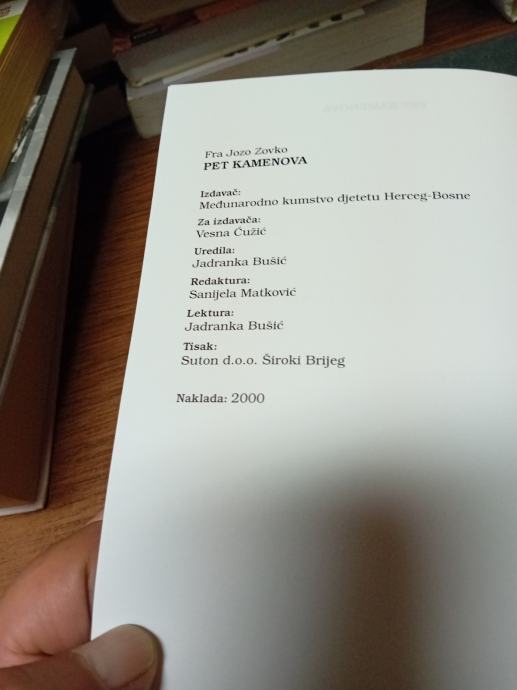 Fra Jozo Zovko
PET KAMENOVA
Izdavač:
Međunarodno kumstvo djetetu Herceg-Bosne
Za izdavača:
Vesna Čužić
Uredila:
Jadranka Bušić
Redaktura:
Sanijela Matković
Lektura:
Jadranka Bušić
Tisak:
Suton d.o.o. Široki Brijeg
Naklada: 2000